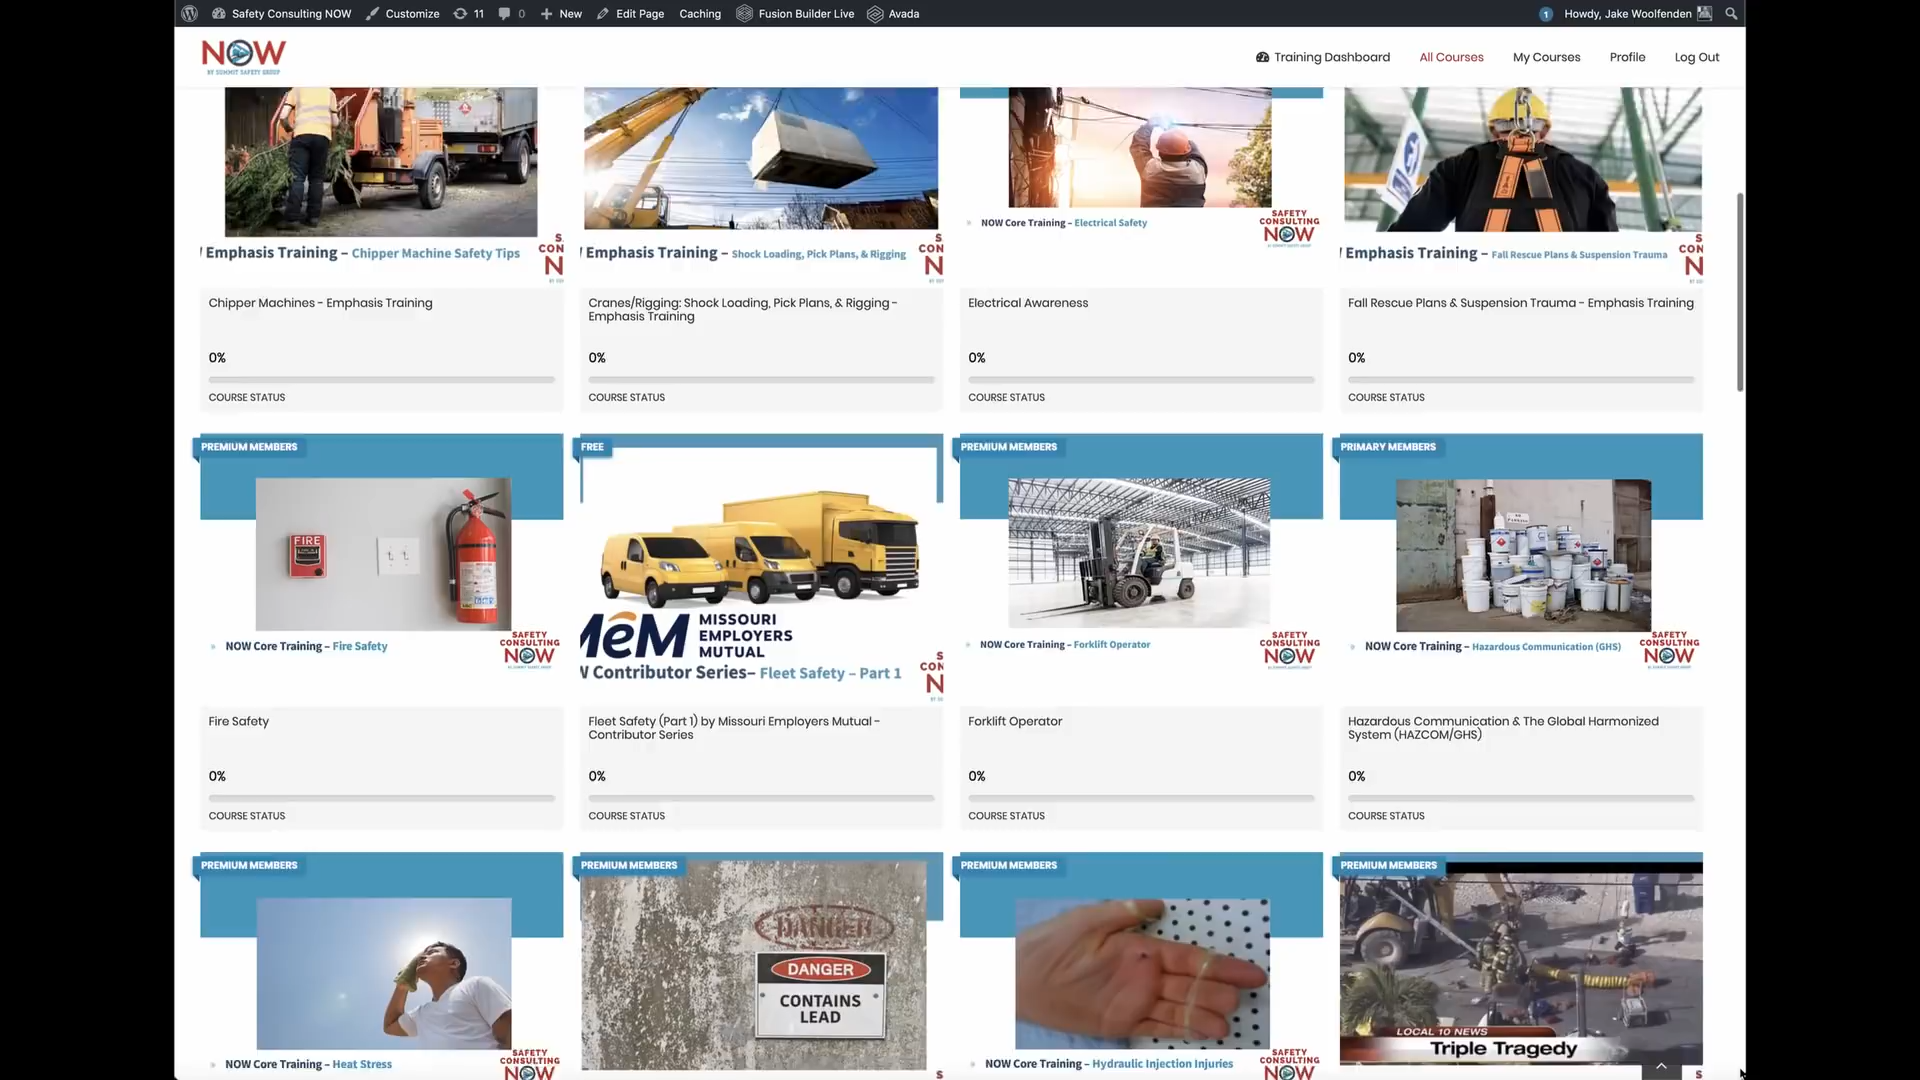 Safety Consulting NOW
Customize
11
0
New
Edit Page
Caching
Fusion Builder Live
Avada
1
Howdy, Jake Woolfenden
NOW
BY SUMMIT SAFETY GROUP
Training Dashboard
All Courses
My Courses
Profile
Log Out
Emphasis Training – Chipper Machine Safety Tips
S
CON
N
Emphasis Training – Shock Loading, Pick Plans, & Rigging
S
CON
N
NOW Core Training – Electrical Safety
SAFETY
CONSULTING
NOW
Emphasis Training – Fall Rescue Plans & Suspension Trauma
S
CON
N
Chipper Machines - Emphasis Training
0%
COURSE STATUS
Cranes/Rigging: Shock Loading, Pick Plans, & Rigging -
Emphasis Training
0%
COURSE STATUS
Electrical Awareness
0%
COURSE STATUS
Fall Rescue Plans & Suspension Trauma - Emphasis Training
0%
COURSE STATUS
PREMIUM MEMBERS
FIRE
NOW Core Training – Fire Safety
SAFETY
CONSULTING
NOW
FREE
MeM MISSOURI
EMPLOYERS
MUTUAL
W Contributor Series– Fleet Safety – Part 1
S
CON
N
PREMIUM MEMBERS
NOW Core Training – Forklift Operator
SAFETY
CONSULTING
NOW
PRIMARY MEMBERS
NOW Core Training – Hazardous Communication (GHS)
SAFETY
CONSULTING
NOW
Fire Safety
0%
COURSE STATUS
Fleet Safety (Part 1) by Missouri Employers Mutual -
Contributor Series
0%
COURSE STATUS
Forklift Operator
0%
COURSE STATUS
Hazardous Communication & The Global Harmonized
System (HAZCOM/GHS)
0%
COURSE STATUS
PREMIUM MEMBERS
NOW Core Training – Heat Stress
SAFETY
CONSULTING
NOW
PREMIUM MEMBERS
DANGER
DANGER
CONTAINS
LEAD
S
PREMIUM MEMBERS
NOW Core Training – Hydraulic Injection Injuries
SAFETY
CONSULTING
NOW
PREMIUM MEMBERS
LOCAL 10 NEWS
Triple Tragedy
S